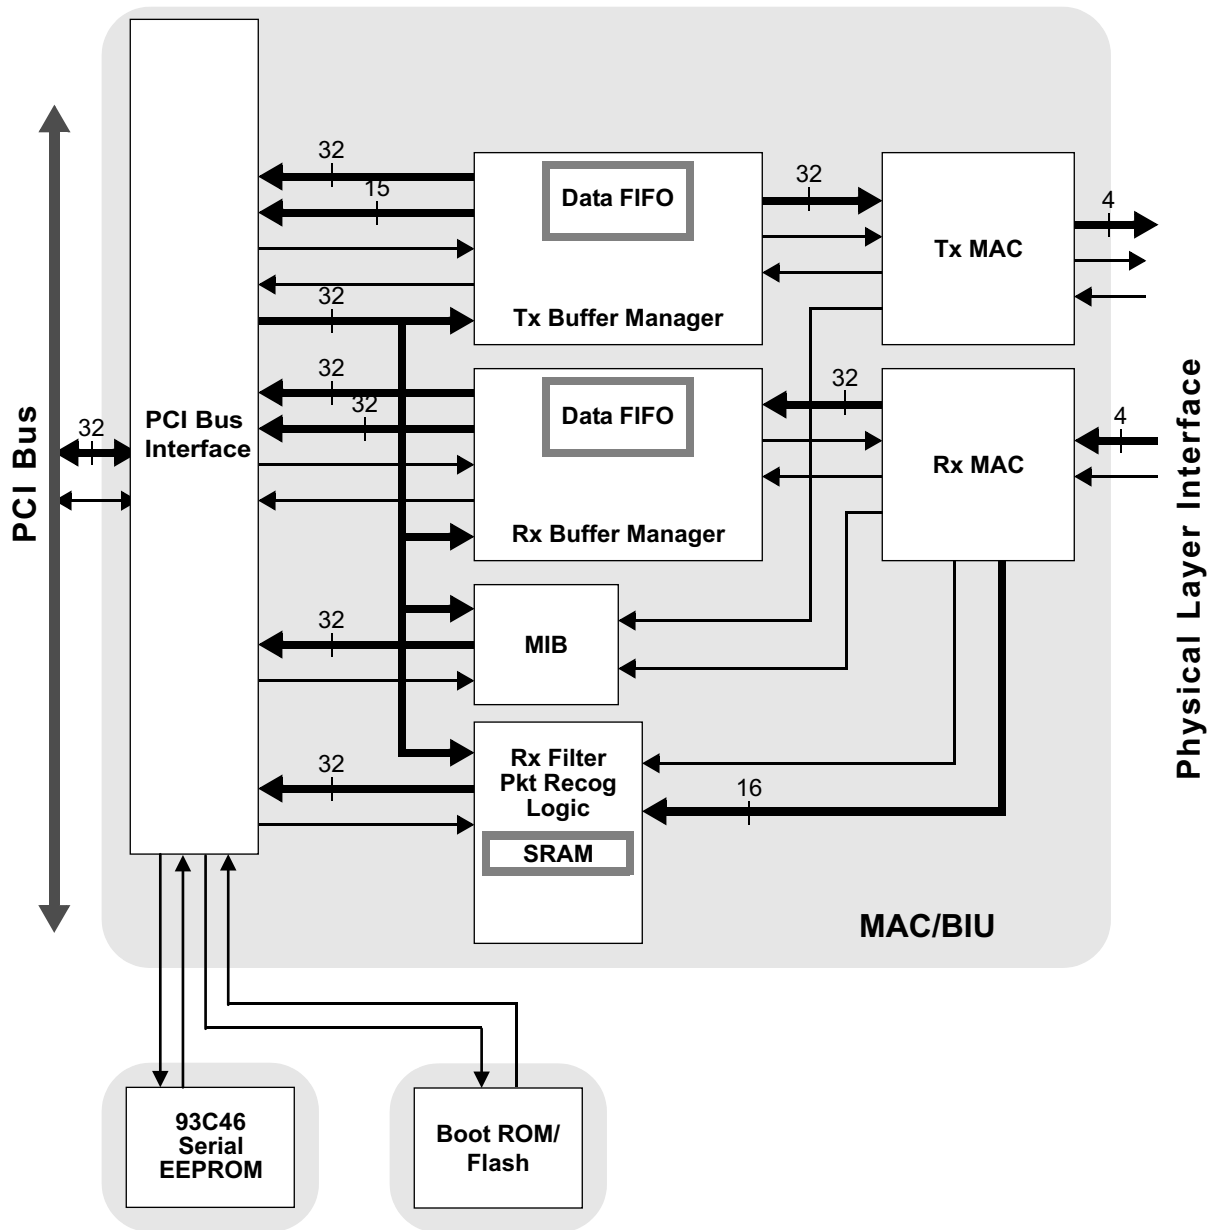 32
15
Data FIFO
32
4
Tx MAC
32
Tx Buffer Manager
32
32
Data FIFO
32
4
PCI Bus
Interface
32
PCI Bus
Rx MAC
Physical Layer Interface
Rx Buffer Manager
32
MIB
32
Rx Filter
Pkt Recog
Logic
16
SRAM
MAC/BIU
93C46
Serial
EEPROM
Boot ROM/
Flash